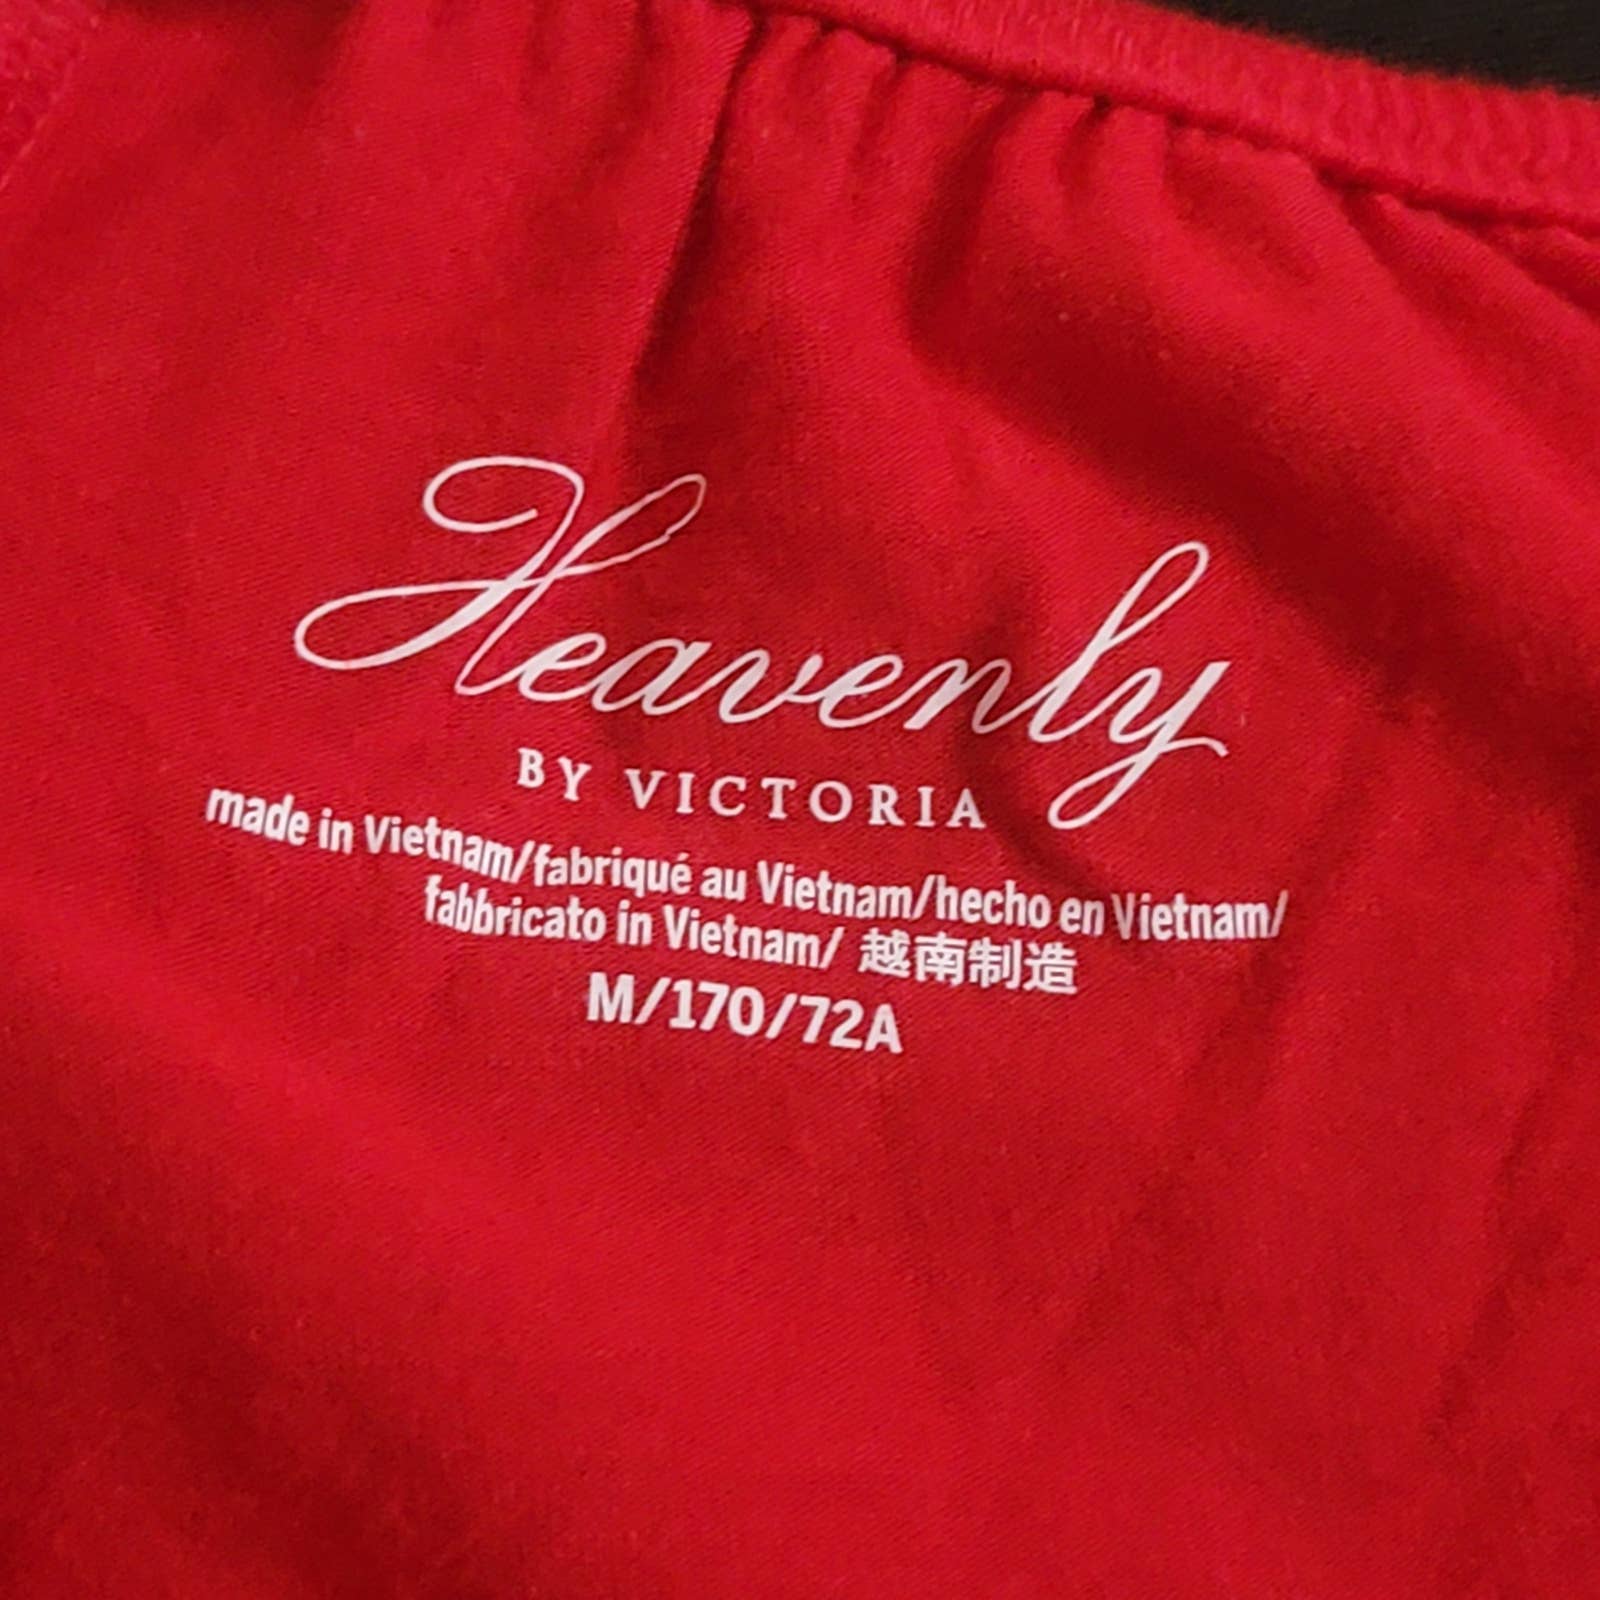 Heavenly
BY VICTORIA
made in Vietnam/fabriqué au Vietnam/hecho en Vietnam/
fabbricato in Vietnam/ 越南制造
M/170/72A